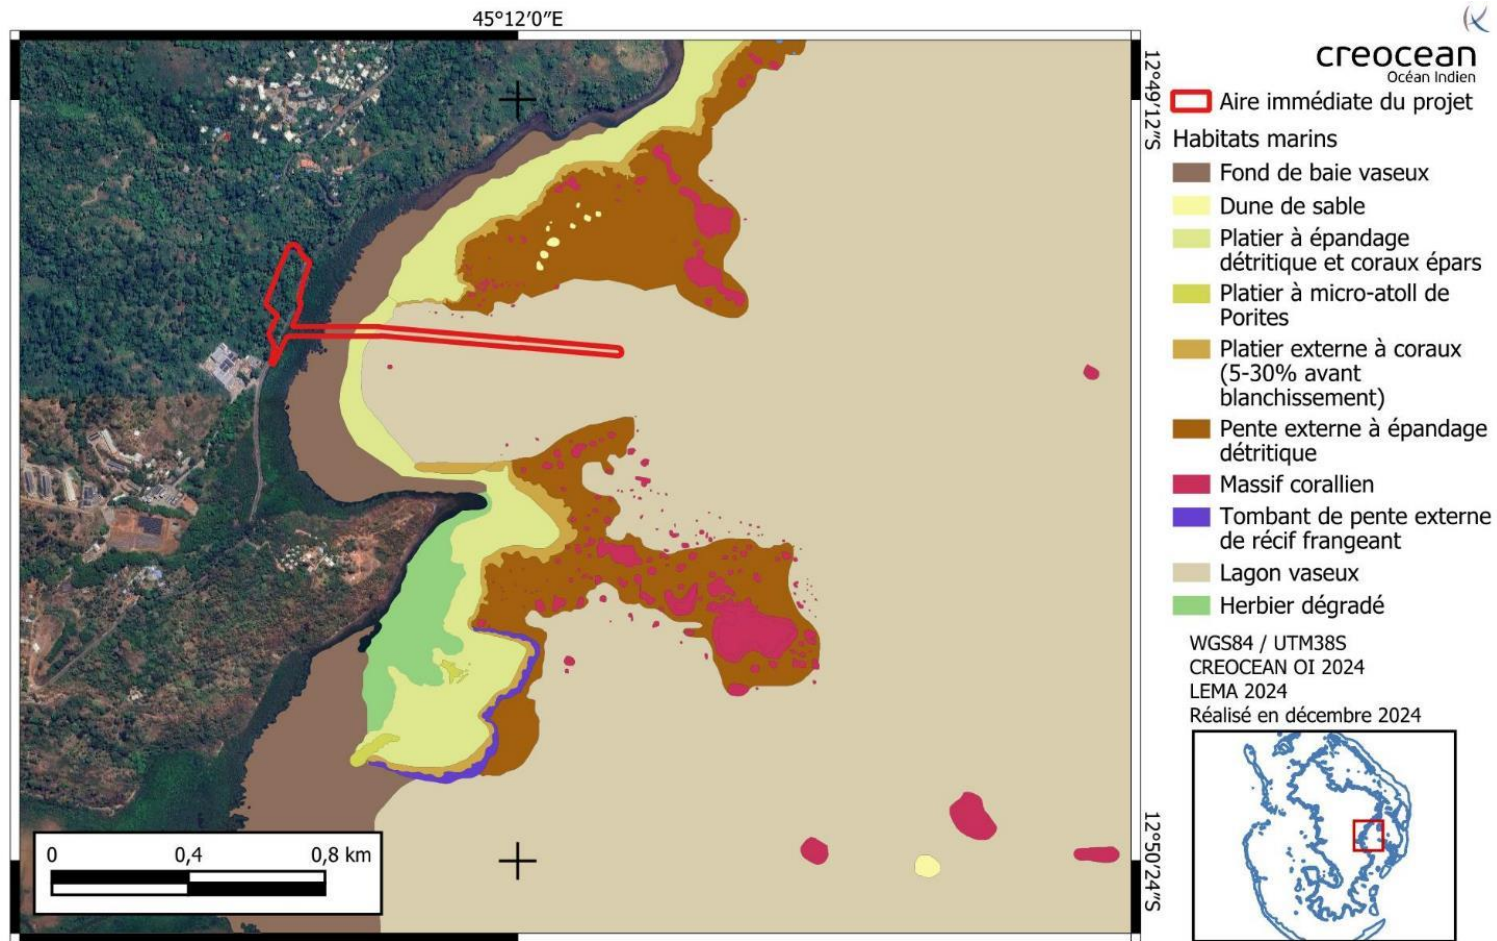 45°12'0"E
12°49'12"S
12°50'24"S
0 0,4 0,8 km
creocean
Océan Indien
Aire immédiate du projet
Habitats marins
Fond de baie vaseux
Dune de sable
Platier à épandage
détritique et coraux épars
Platier à micro-atoll de
Porites
Platier externe à coraux
(5-30% avant
blanchissement)
Pente externe à épandage
détritique
Massif corallien
Tombant de pente externe
de récif frangeant
Lagon vaseux
Herbier dégradé
WGS84 / UTM38S
CREOCEAN OI 2024
LEMA 2024
Réalisé en décembre 2024